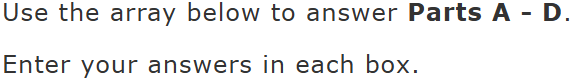 Use the array below to answer Parts A - D.
Enter your answers in each box.